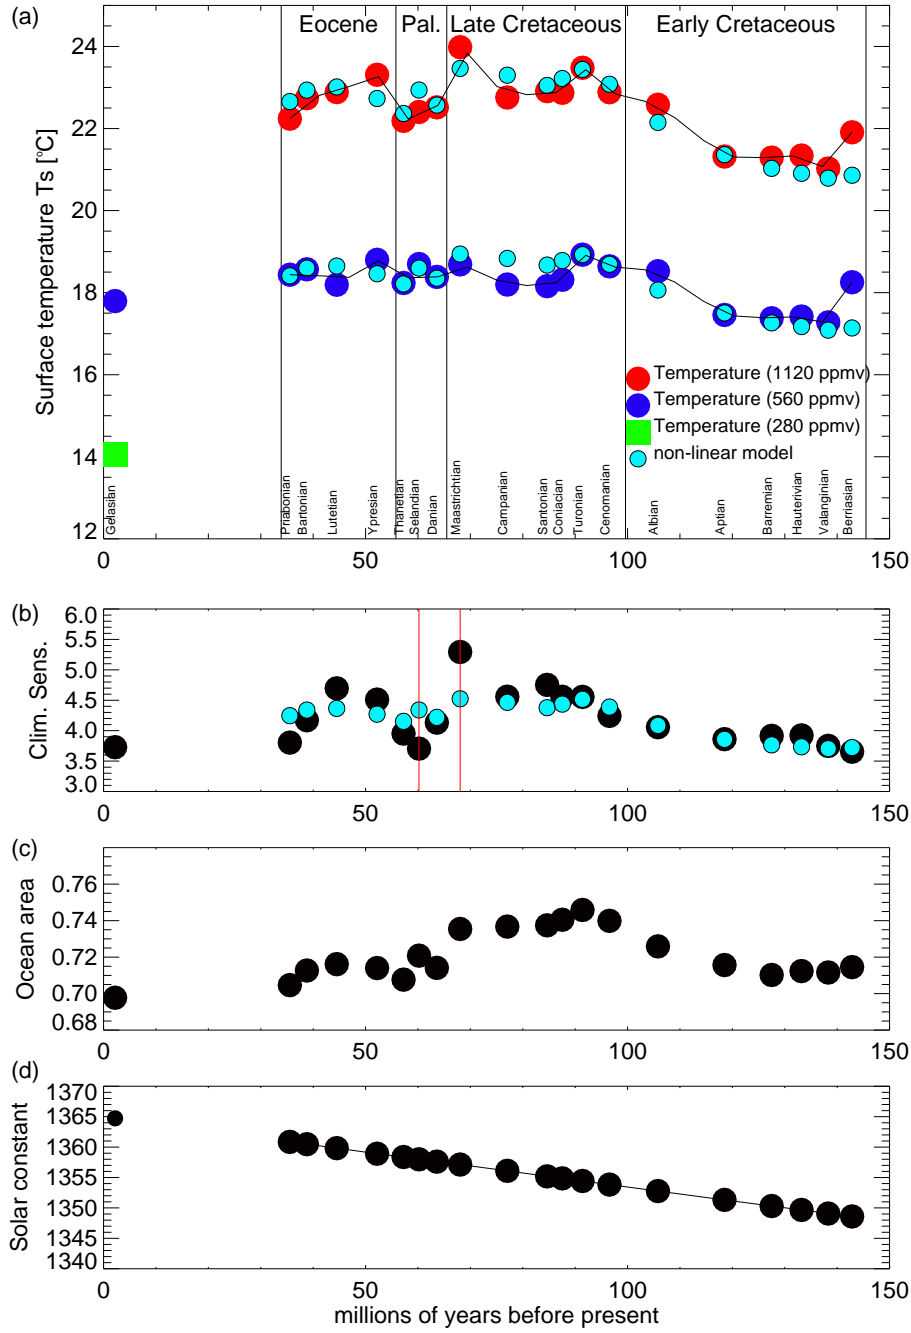 (a)
Eocene Pal. Late Cretaceous Early Cretaceous
Surface temperature Ts [°C]
24
22
20
18
16
14
12
Temperature (1120 ppmv)
Temperature (560 ppmv)
Temperature (280 ppmv)
non-linear model
Gelasian Priabonian Bartonian Lutetian Ypresian Thanetian Selandian Danian Maastrichtian Campanian Santonian Coniacian Turonian Cenomanian Albian Aptian Barremian Hauterivian Valanginian Berriasian
0 50 100 150
(b)
Clim. Sens.
6.0
5.5
5.0
4.5
4.0
3.5
3.0
0 50 100 150
(c)
Ocean area
0.76
0.74
0.72
0.70
0.68
0 50 100 150
(d)
Solar constant
1370
1365
1360
1355
1350
1345
1340
0 50 100 150
millions of years before present